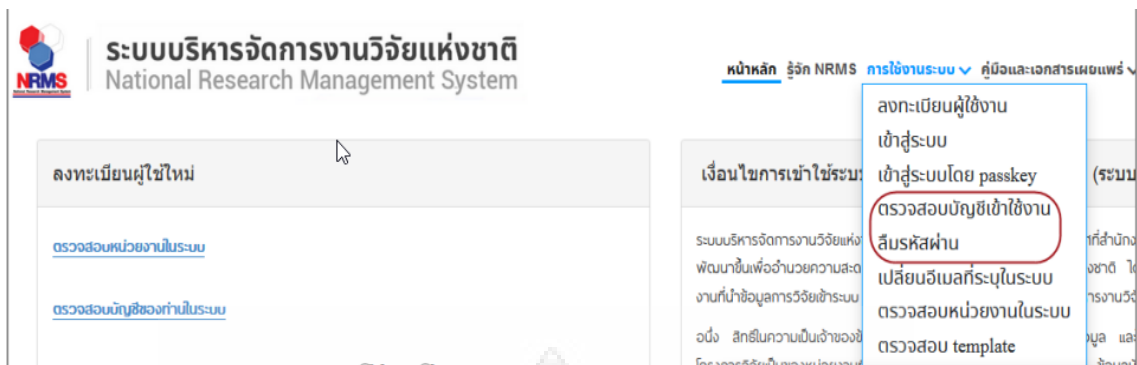 NRMS
ระบบบริหารจัดการงานวิจัยแห่งชาติ
National Research Management System
หน้าหลัก รู้จัก NRMS การใช้งานระบบ คู่มือและเอกสารเผยแพร่
ลงทะเบียนผู้ใช้งาน
เข้าสู่ระบบ
เข้าสู่ระบบโดย passkey
ตรวจสอบบัญชีเข้าใช้งาน
ลืมรหัสผ่าน
เปลี่ยนอีเมลที่ระบุในระบบ
ตรวจสอบหน่วยงานในระบบ
ตรวจสอบ template
ลงทะเบียนผู้ใช้ใหม่
ตรวจสอบหน่วยงานในระบบ
ตรวจสอบบัญชีของท่านในระบบ
เงื่อนไขการเข้าใช้ระบบ (ระบบ
ระบบบริหารจัดการงานวิจัยแห่ง ที่สำนักง
พัฒนาขึ้นเพื่ออำนวยความสะด
งานที่นำข้อมูลการวิจัยเข้าระบบ
อนึ่ง สิทธิในความเป็นเจ้าของข้ และ